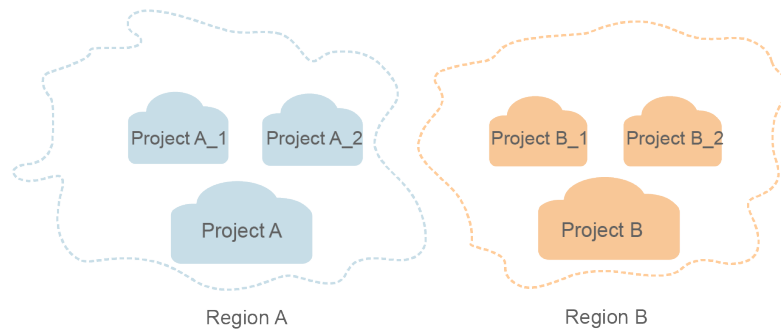 Project A_1
Project A_2
Project B_1
Project B_2
Project A
Project B
Region A
Region B